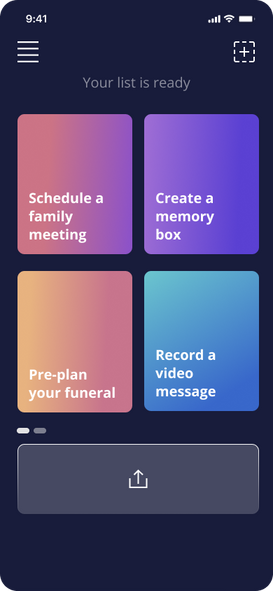 9:41
Your list is ready
Schedule a
family
meeting
Create a
memory
box
Pre-plan
your funeral
Record a
video
message